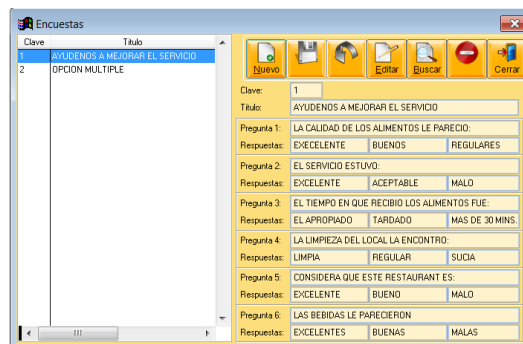 Encuestas
Clave Titulo
1 AYUDENOS A MEJORAR EL SERVICIO
2 OPCION MULTIPLE
Nuevo Editar Buscar Cerrar
Clave: 1
Titulo: AYUDENOS A MEJORAR EL SERVICIO
Pregunta 1: LA CALIDAD DE LOS ALIMENTOS LE PARECIO:
Respuestas: EXECELENTE BUENOS REGULARES
Pregunta 2: EL SERVICIO ESTUVO:
Respuestas: EXCELENTE ACEPTABLE MALO
Pregunta 3: EL TIEMPO EN QUE RECIBIO LOS ALIMENTOS FUE:
Respuestas: EL APROPIADO TARDADO MAS DE 30 MINS.
Pregunta 4: LA LIMPIEZA DEL LOCAL LA ENCONTRO:
Respuestas: LIMPIA REGULAR SUCIA
Pregunta 5: CONSIDERA QUE ESTE RESTAURANT ES:
Respuestas: EXCELENTE BUENO MALO
Pregunta 6: LAS BEBIDAS LE PARECIERON
Respuestas: EXCELENTES BUENAS MALAS